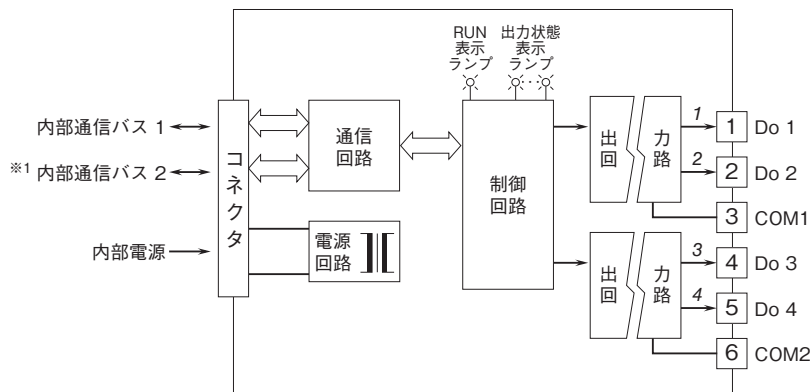 RUN
表示
ランプ
出力状態
表示
ランプ
内部通信バス 1
※1 内部通信バス 2
内部電源
コネクタ
通信
回路
電源
回路
制御
回路
出力
回路
1
2
1 Do 1
2 Do 2
3 COM1
出力
回路
3
4
4 Do 3
5 Do 4
6 COM2